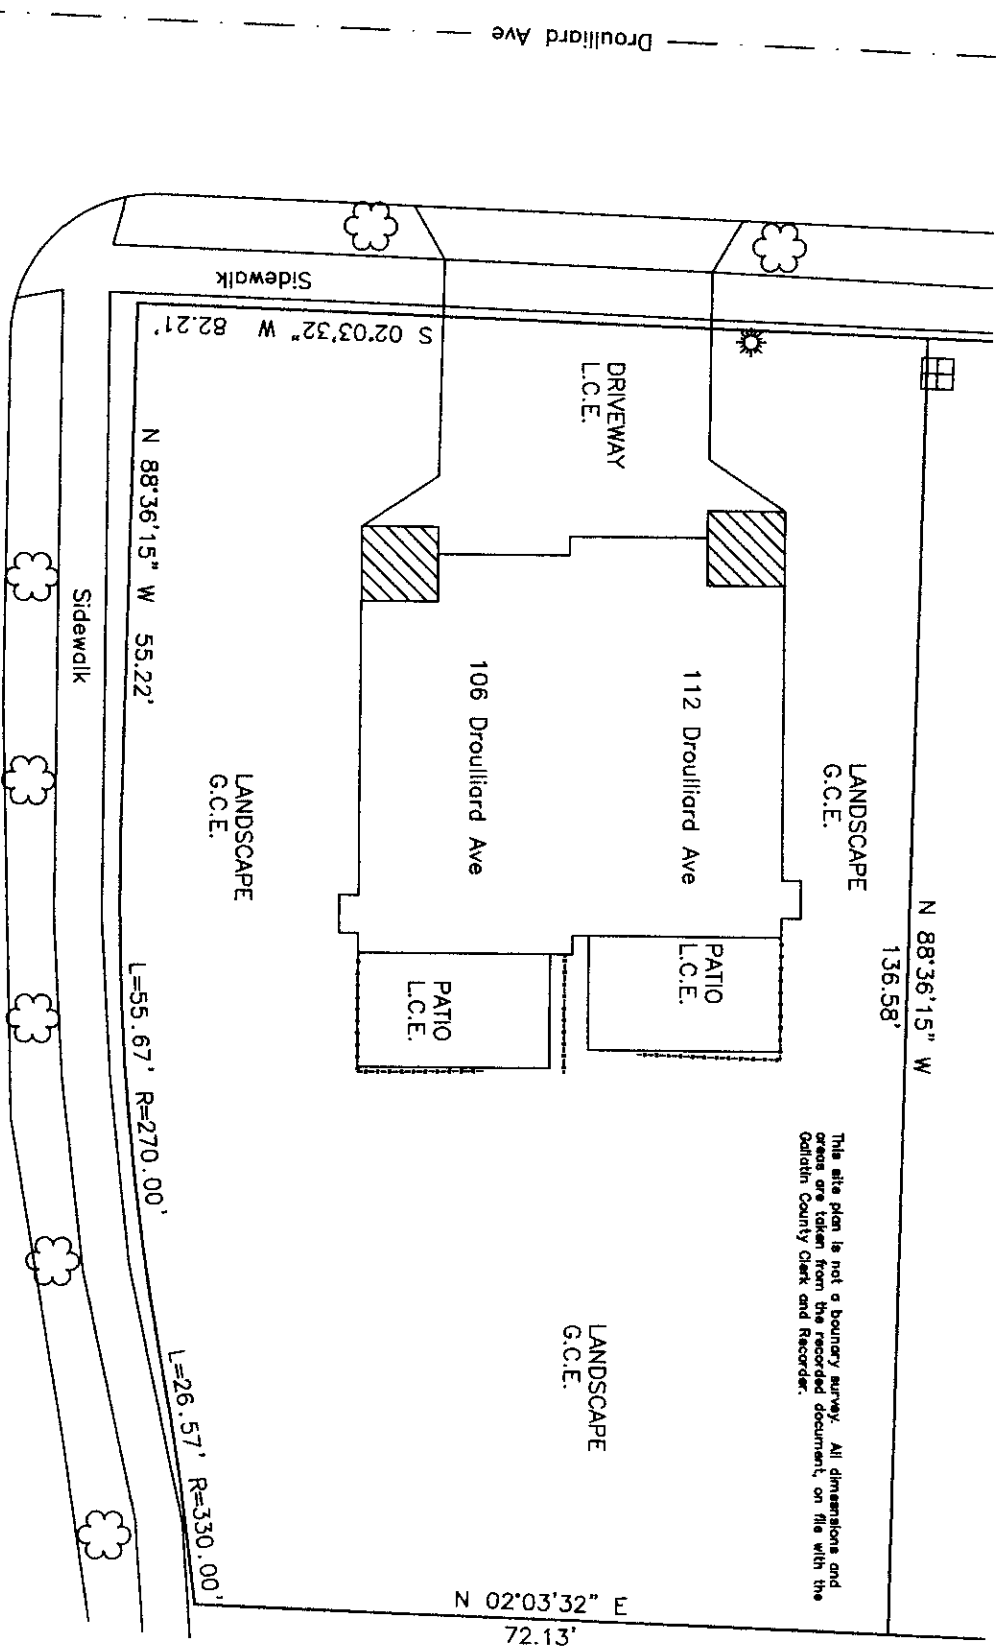 Droulliard Ave
Sidewalk
S 02°03'32" W 82.21'
DRIVEWAY
L.C.E.
N 88°36'15" W 55.22'
Sidewalk
112 Droulliard Ave
106 Droulliard Ave
LANDSCAPE
G.C.E.
LANDSCAPE
G.C.E.
N 88°36'15" W
136.58'
PATIO
L.C.E.
PATIO
L.C.E.
L=55.67' R=270.00'
This site plan is not a bounary survey. All dimensions and
areas are taken from the recorded document, on file with the
Gallatin County Clerk and Recorder.
LANDSCAPE
G.C.E.
L=26.57' R=330.00'
N 02°03'32" E
72.13'